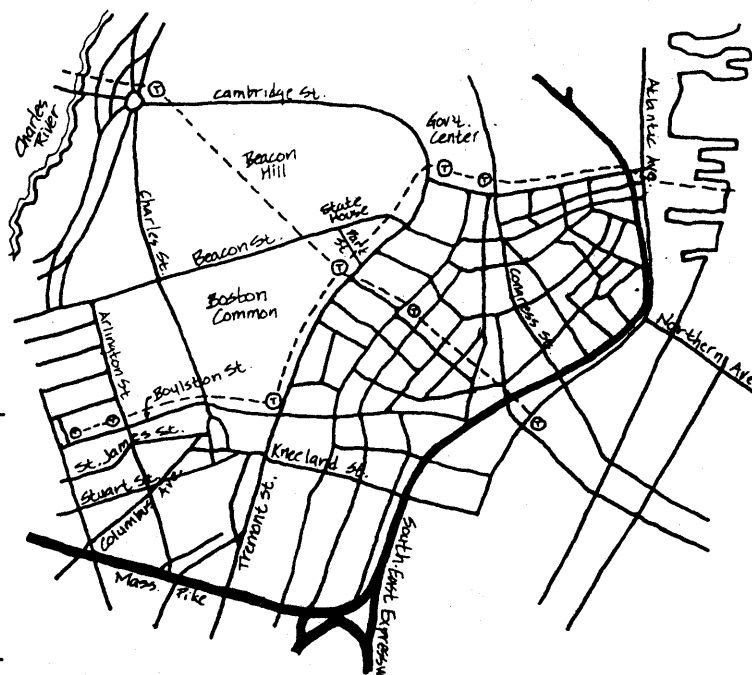 Cambridge St.
Charles
River
Gov't.
Center
Atlantic Ave.
Beacon
Hill
Charles St.
State
House
Park
St.
Beacon St.
Boston
Common
Congress St.
Northern Ave
Arlington St
Boylston St.
St. James St.
Kneeland St.
Stuart St.
Columbus Ave.
Tremont St.
Mass. Pike
South East Expressw
T
T
T
T
T
T
T
T
T